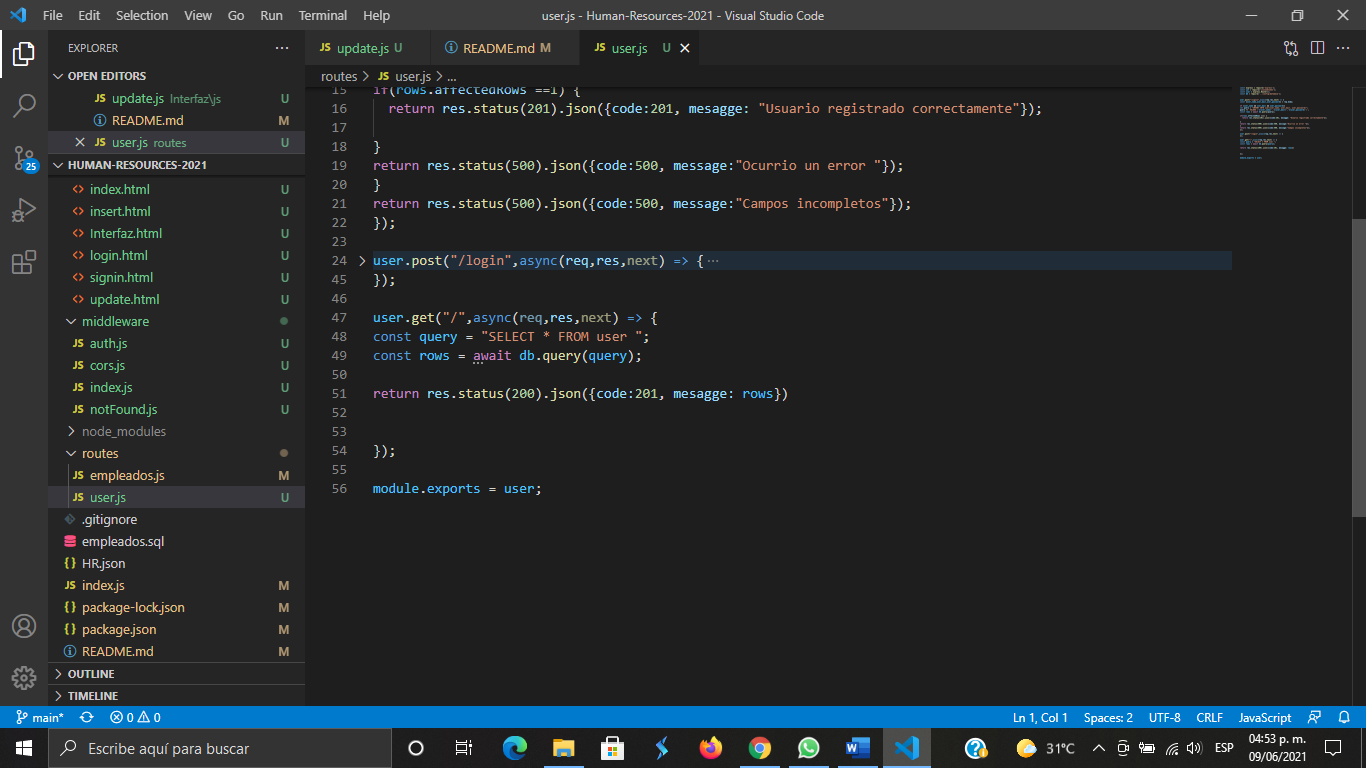 File Edit Selection View Go Run Terminal Help
user.js - Human-Resources-2021 - Visual Studio Code
EXPLORER
OPEN EDITORS
JS update.js Interfaz\js U
README.md M
JS user.js routes U
HUMAN-RESOURCES-2021
<> index.html U
<> insert.html U
<> Interfaz.html U
<> login.html U
<> signin.html U
<> update.html U
middleware
JS auth.js U
JS cors.js U
JS index.js U
JS notFound.js U
node_modules
routes
JS empleados.js M
JS user.js U
.gitignore
empleados.sql
{} HR.json
JS index.js M
{} package-lock.json M
{} package.json M
README.md M
OUTLINE
TIMELINE
25
JS update.js U
README.md M
JS user.js U
routes > JS user.js > ...
15 if(rows.affectedRows ==1) {
16 return res.status(201).json({code:201, mesagge: "Usuario registrado correctamente"});
17
18 }
19 return res.status(500).json({code:500, message:"Ocurrio un error "});
20 }
21 return res.status(500).json({code:500, message:"Campos incompletos"});
22 });
23
24 user.post("/login",async(req,res,next) => { ...
45 });
46
47 user.get("/",async(req,res,next) => {
48 const query = "SELECT * FROM user ";
49 const rows = await db.query(query);
50
51 return res.status(200).json({code:201, mesagge: rows})
52
53
54 });
55
56 module.exports = user;
main* 0 0
Ln 1, Col 1 Spaces: 2 UTF-8 CRLF JavaScript
Escribe aquí para buscar
31°C
ESP
04:53 p. m.
09/06/2021